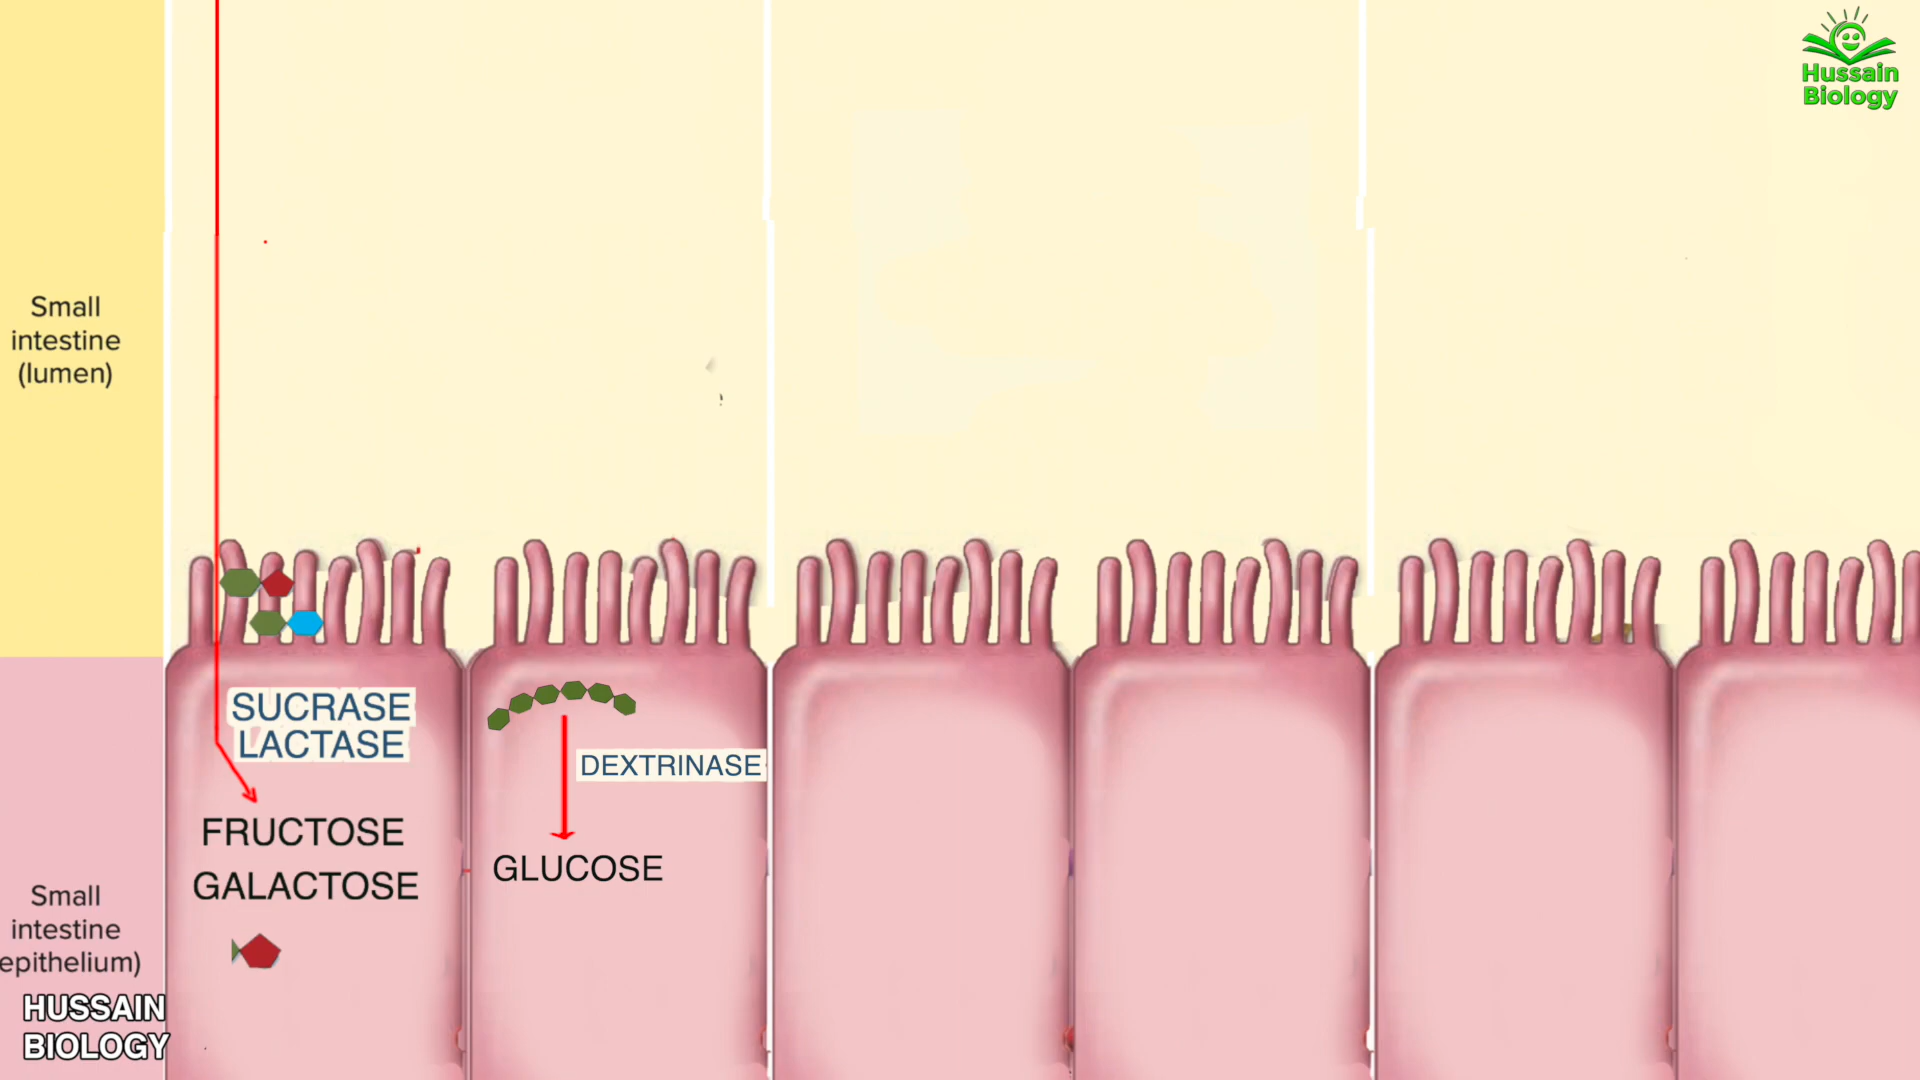 Hussain
Biology
Small
intestine
(lumen)
SUCRASE
LACTASE
DEXTRINASE
FRUCTOSE
GALACTOSE
GLUCOSE
Small
intestine
epithelium)
HUSSAIN
BIOLOGY